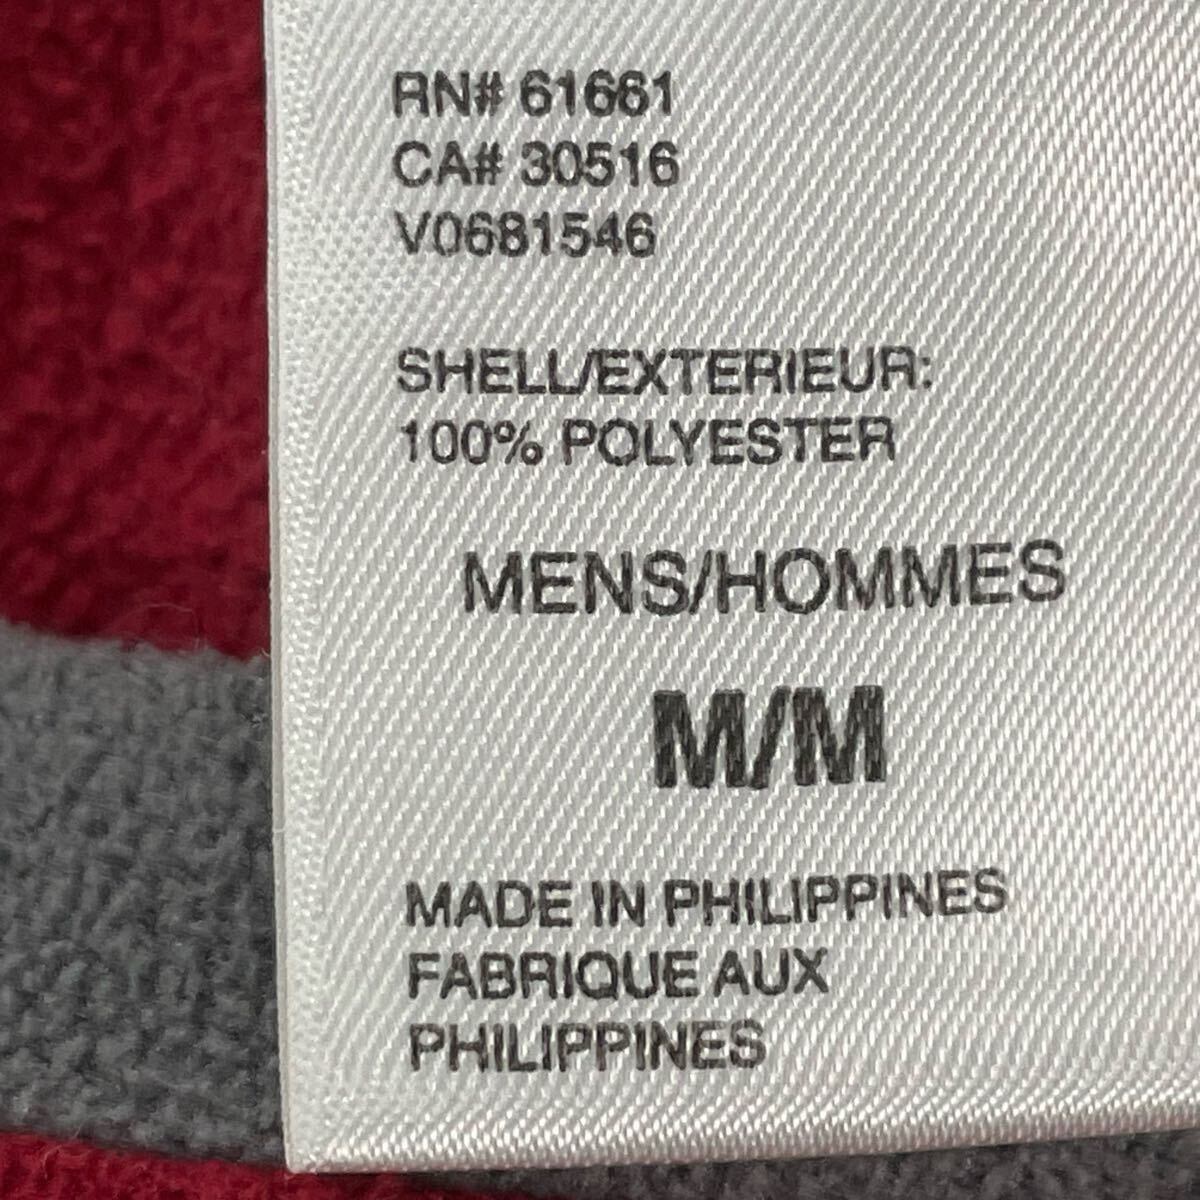 RN# 61661
CA# 30516
V0681546
SHELL/EXTERIEUR:
100% POLYESTER
MENS/HOMMES
M/M
MADE IN PHILIPPINES
FABRIQUE AUX
PHILIPPINES